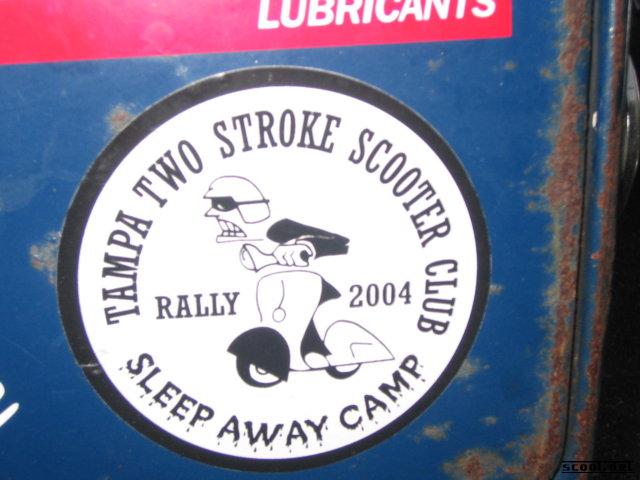 LUBRICANTS
TAMPA TWO STROKE SCOOTER CLUB
RALLY 2004
SLEEP AWAY CAMP
scoot.net